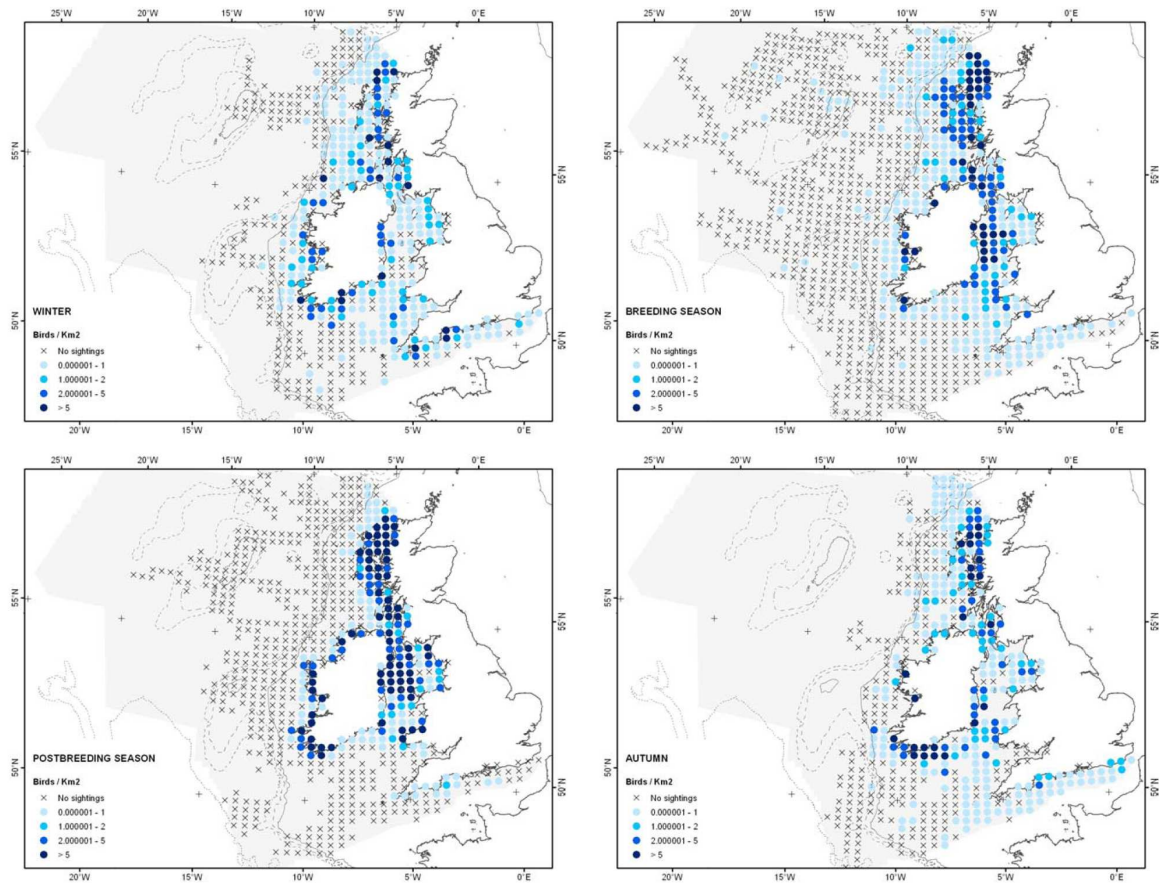 25°W 20°W 15°W 10°W 5°W 0°E
55°N
55°N
50°N
50°N
WINTER
Birds / Km2
No sightings
0.000001 - 1
1.000001 - 2
2.000001 - 5
> 5
20°W 15°W 10°W 5°W 0°E
25°W 20°W 15°W 10°W 5°W 0°E
55°N
55°N
50°N
50°N
BREEDING SEASON
Birds / Km2
No sightings
0.000001 - 1
1.000001 - 2
2.000001 - 5
> 5
20°W 15°W 10°W 5°W 0°E
25°W 20°W 15°W 10°W 5°W 0°E
55°N
55°N
50°N
50°N
POSTBREEDING SEASON
Birds / Km2
No sightings
0.000001 - 1
1.000001 - 2
2.000001 - 5
> 5
20°W 15°W 10°W 5°W 0°E
25°W 20°W 15°W 10°W 5°W 0°E
55°N
55°N
50°N
50°N
AUTUMN
Birds / Km2
No sightings
0.000001 - 1
1.000001 - 2
2.000001 - 5
> 5
20°W 15°W 10°W 5°W 0°E